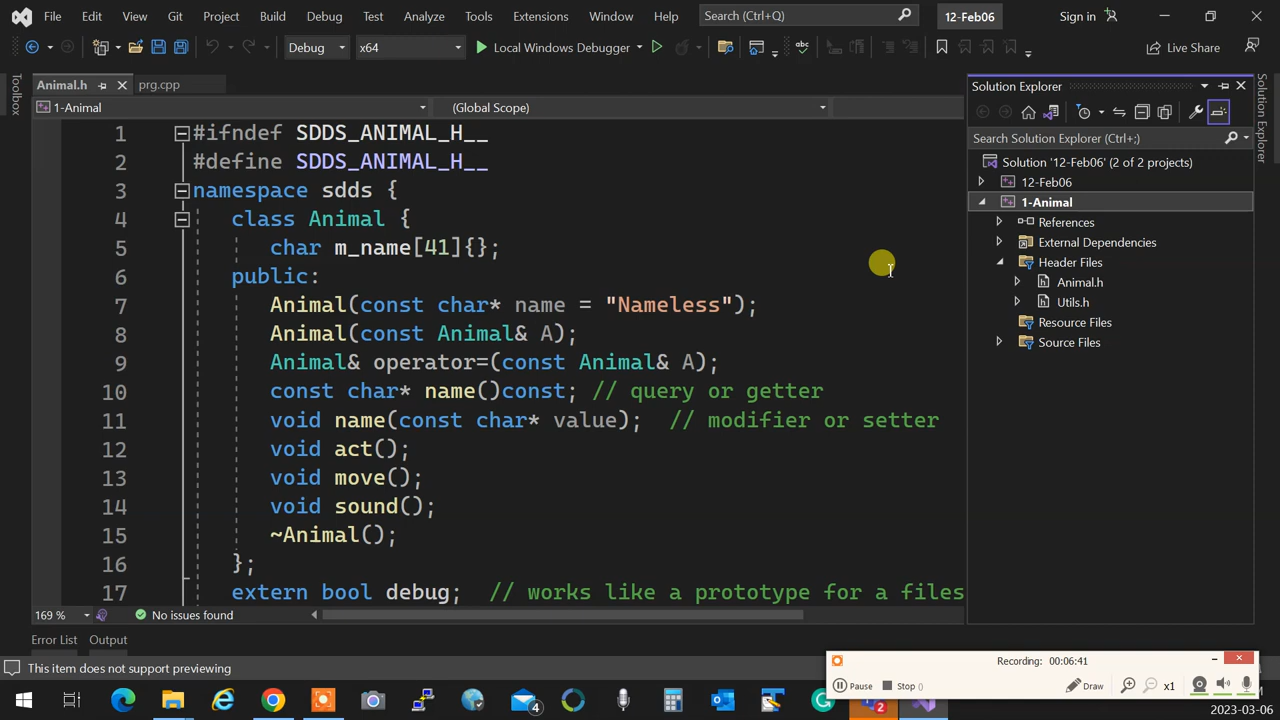 File Edit View Git Project Build Debug Test Analyze Tools Extensions Window Help Search (Ctrl+Q) 12-Feb06 Sign in
Debug x64 Local Windows Debugger Live Share
Toolbox
Animal.h prg.cpp
1-Animal (Global Scope)
1 #ifndef SDDS_ANIMAL_H__
2 #define SDDS_ANIMAL_H__
3 namespace sdds {
4 class Animal {
5 char m_name[41]{};
6 public:
7 Animal(const char* name = "Nameless");
8 Animal(const Animal& A);
9 Animal& operator=(const Animal& A);
10 const char* name()const; // query or getter
11 void name(const char* value); // modifier or setter
12 void act();
13 void move();
14 void sound();
15 ~Animal();
16 };
17 extern bool debug; // works like a prototype for a files
169 % No issues found
Error List Output
This item does not support previewing
Solution Explorer
Search Solution Explorer (Ctrl+;)
Solution '12-Feb06' (2 of 2 projects)
12-Feb06
1-Animal
References
External Dependencies
Header Files
Animal.h
Utils.h
Resource Files
Source Files
Solution Explorer
Recording: 00:06:41
Pause Stop () Draw x1
4
2
2023-03-06